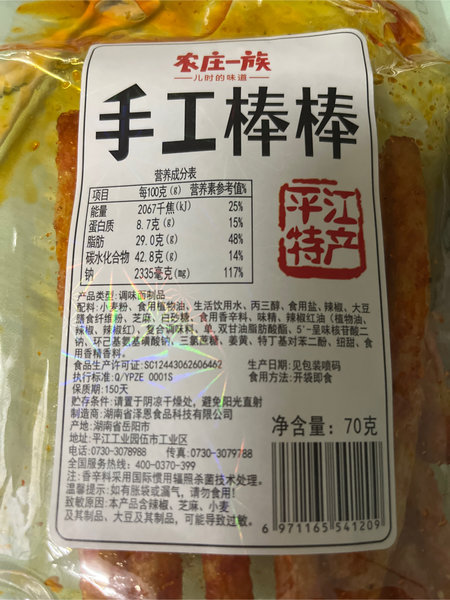 农庄一族
儿时的味道
手工棒棒
营养成分表
项目 每100克(g) 营养素参考值%
能量 2067千焦(kJ) 25%
蛋白质 8.7克(g) 15%
脂肪 29.0克(g) 48%
碳水化合物 42.8克(g) 14%
钠 2335毫克(mg) 117%
平江
特产
产品类型:调味面制品
配料:小麦粉、食用植物油、生活饮用水、丙三醇、食用盐、辣椒、大豆
膳食纤维粉、芝麻、白砂糖、食用香辛料、味精、辣椒红油(植物油、
辣椒、辣椒红)、复合调味料、单,双甘油脂肪酸酯、5'-呈味核苷酸二
钠、环己基氨基磺酸钠、三氯蔗糖、姜黄、特丁基对苯二酚、纽甜、食
用香精香料。
食品生产许可证:SC12443062606462 生产日期:见包装喷码
执行标准:Q/YPZE 0001S 食用方法:开袋即食
保质期:150天
贮存条件:请置于阴凉干燥处,避免阳光直射
制造商:湖南省泽恩食品科技有限公司
产地:湖南省岳阳市
地址:平江工业园伍市工业区
电话:0730-3078988 传真:0730-3079788
全国服务热线:400-0370-399
注:香辛料采用国际惯用辐照杀菌技术处理。
温馨提示:如有胀袋或漏气,请勿食用!
致敏原因:本产品含辣椒、芝麻、小麦
及其制品、大豆及其制品,可能导致过敏。
净含量:70克
6 971165 541209